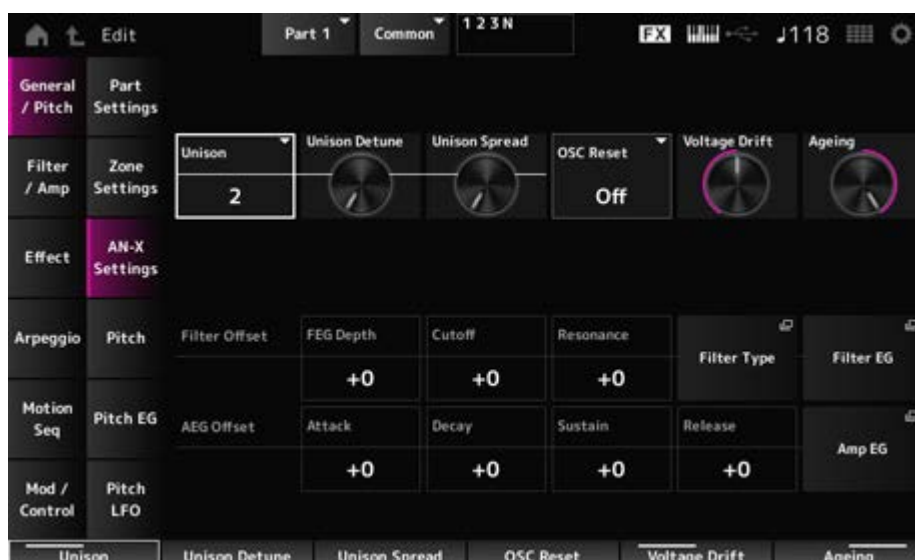 Edit
Part 1
Common
1 2 3 N
FX
♩118
General / Pitch
Part Settings
Unison
2
Unison Detune
Unison Spread
OSC Reset
Off
Voltage Drift
Ageing
Filter / Amp
Zone Settings
Effect
AN-X Settings
Arpeggio
Pitch
Filter Offset
FEG Depth
+0
Cutoff
+0
Resonance
+0
Filter Type
Filter EG
Motion Seq
Pitch EG
AEG Offset
Attack
+0
Decay
+0
Sustain
+0
Release
+0
Amp EG
Mod / Control
Pitch LFO
Unison
Unison Detune
Unison Spread
OSC Reset
Voltage Drift
Ageing